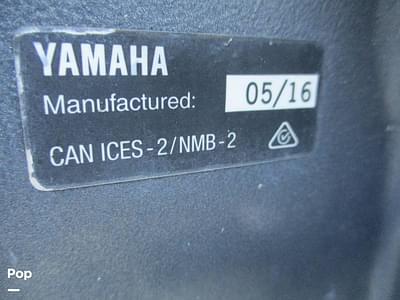 YAMAHA
Manufactured: 05/16
CAN ICES-2/NMB-2
Pop